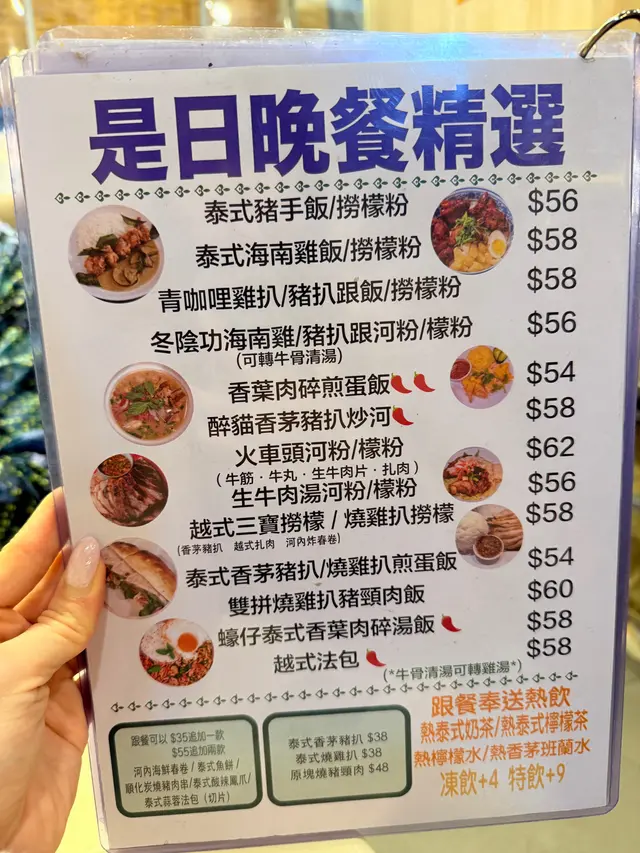 是日晚餐精選
泰式豬手飯/撈檬粉 $56
泰式海南雞飯/撈檬粉 $58
青咖哩雞扒/豬扒跟飯/撈檬粉 $58
冬陰功海南雞/豬扒跟河粉/檬粉 $56
(可轉牛骨清湯)
香葉肉碎煎蛋飯 $54
醉貓香茅豬扒炒河 $58
火車頭河粉/檬粉 $62
(牛筋·牛丸·生牛肉片·扎肉)
生牛肉湯河粉/檬粉 $56
越式三寶撈檬/燒雞扒撈檬 $58
(香茅豬扒 越式扎肉 河內炸春卷)
泰式香茅豬扒/燒雞扒煎蛋飯 $54
雙拼燒雞扒豬頸肉飯 $60
蠔仔泰式香葉肉碎湯飯 $58
越式法包 $58
(*牛骨清湯可轉雞湯*)
跟餐可以 $35追加一款
$55追加兩款
河內海鮮春卷/泰式魚餅/
順化炭燒豬肉串/泰式酸辣鳳爪/
泰式蒜蓉法包(切片)
泰式香茅豬扒 $38
泰式燒雞扒 $38
原塊燒豬頸肉 $48
跟餐奉送熱飲
熱泰式奶茶/熱泰式檸檬茶
熱檸檬水/熱香茅班蘭水
凍飲+4 特飲+9